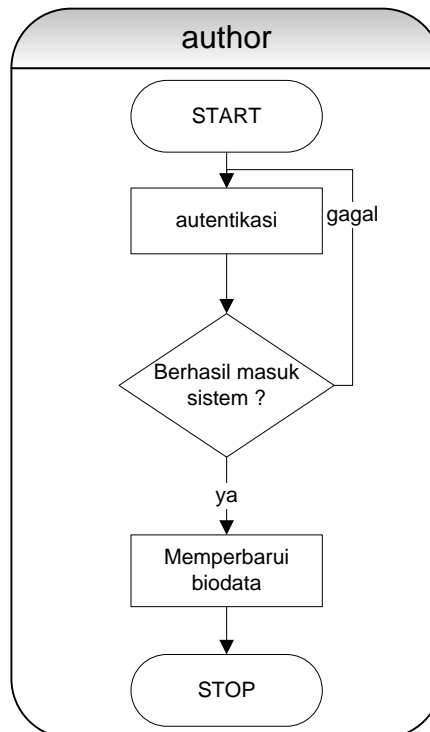 author
START
autentikasi
gagal
Berhasil masuk
sistem ?
ya
Memperbarui
biodata
STOP